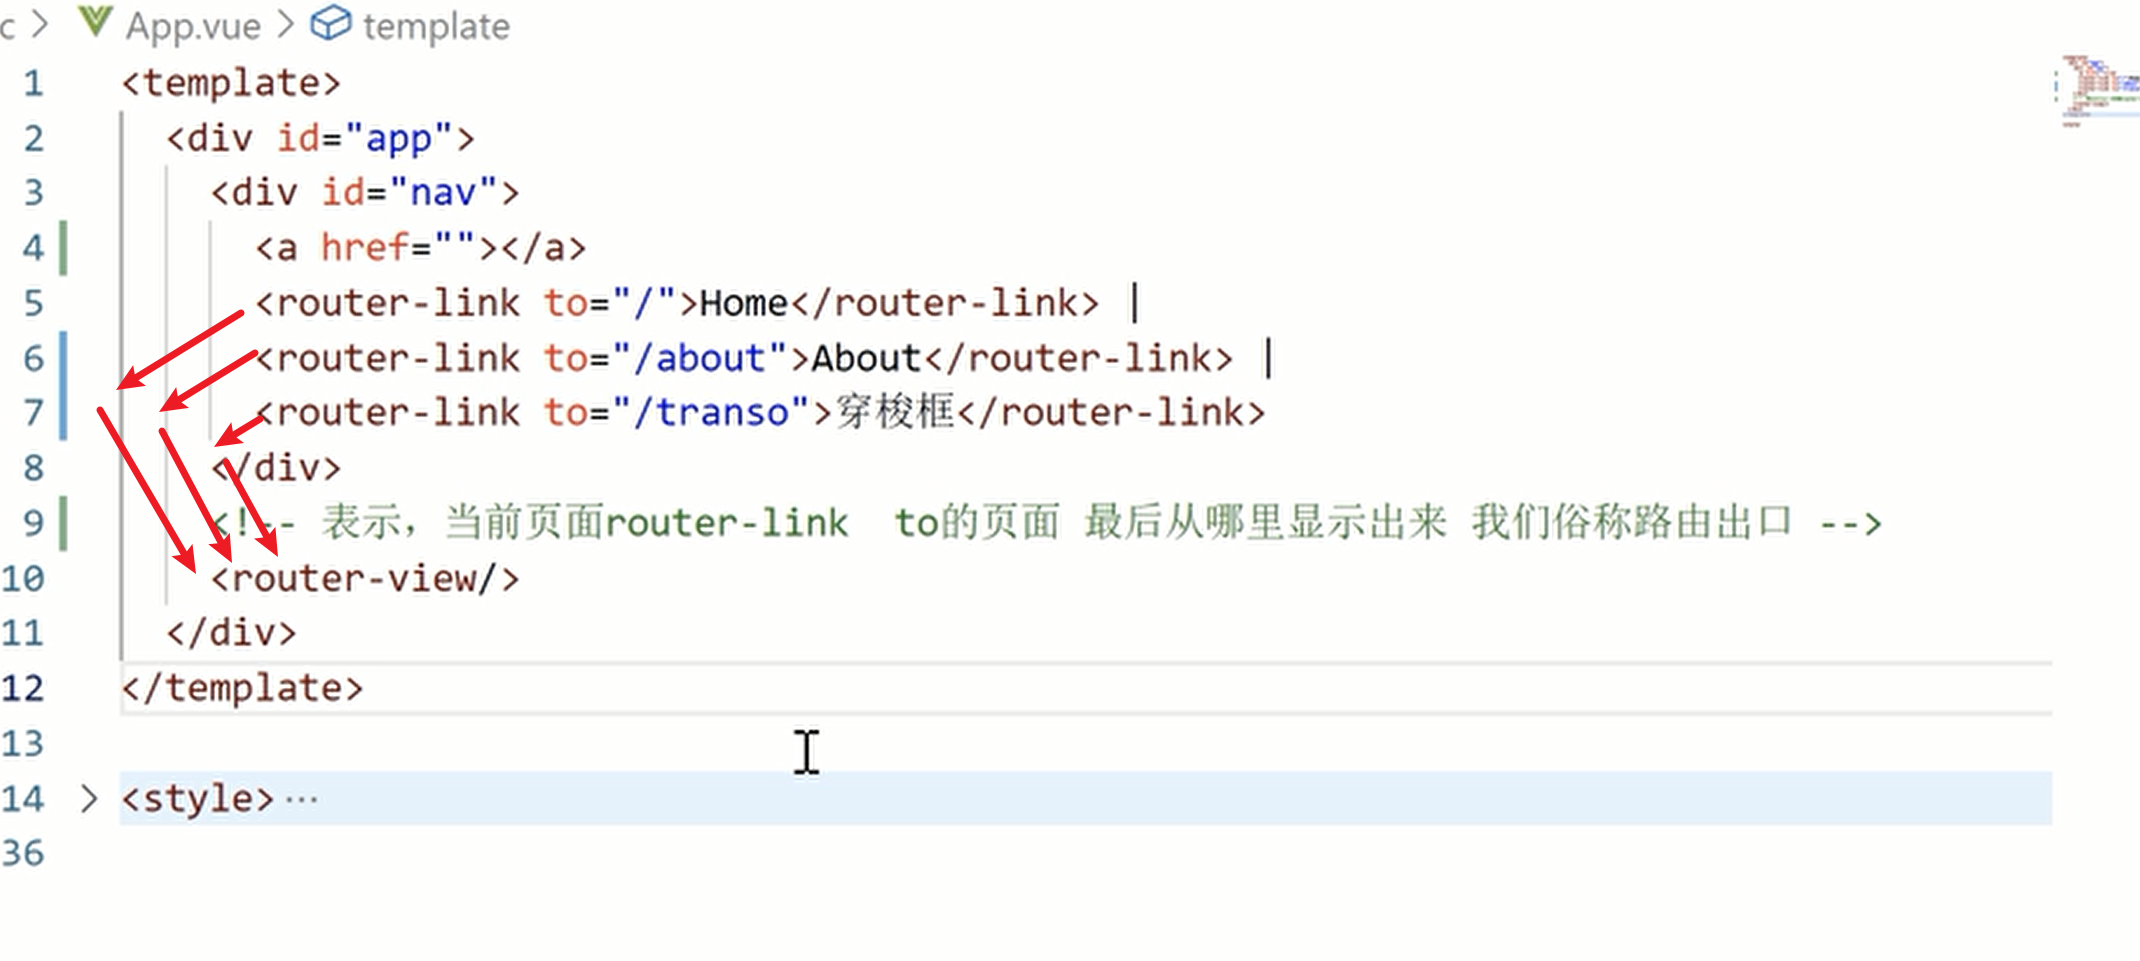 c > App.vue > template
1 <template>
2 <div id="app">
3 <div id="nav">
4 <a href=""></a>
5 <router-link to="/">Home</router-link> |
6 <router-link to="/about">About</router-link> |
7 <router-link to="/transo">穿梭框</router-link>
8 </div>
9 <!-- 表示，当前页面router-link  to的页面 最后从哪里显示出来 我们俗称路由出口 -->
10 <router-view/>
11 </div>
12 </template>
13
14 > <style>···
36